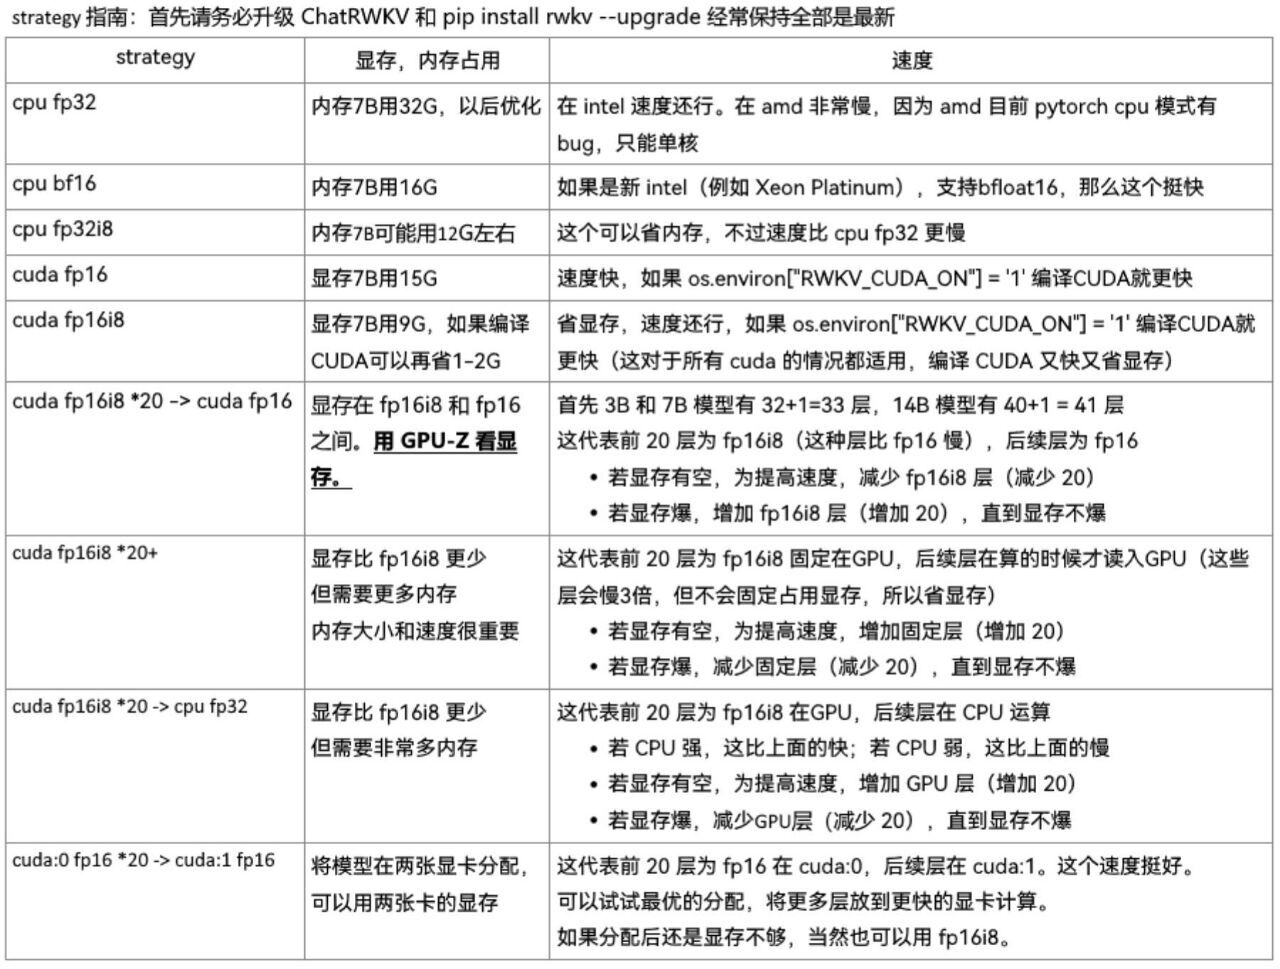 strategy 指南：首先请务必升级 ChatRWKV 和 pip install rwkv --upgrade 经常保持全部是最新
strategy
显存，内存占用
速度
cpu fp32
内存7B用32G，以后优化
在 intel 速度还行。在 amd 非常慢，因为 amd 目前 pytorch cpu 模式有
bug，只能单核
cpu bf16
内存7B用16G
如果是新 intel（例如 Xeon Platinum），支持bfloat16，那么这个挺快
cpu fp32i8
内存7B可能用12G左右
这个可以省内存，不过速度比 cpu fp32 更慢
cuda fp16
显存7B用15G
速度快，如果 os.environ["RWKV_CUDA_ON"] = '1' 编译CUDA就更快
cuda fp16i8
显存7B用9G，如果编译
CUDA可以再省1-2G
省显存，速度还行，如果 os.environ["RWKV_CUDA_ON"] = '1' 编译CUDA就
更快（这对于所有 cuda 的情况都适用，编译 CUDA 又快又省显存）
cuda fp16i8 *20 -> cuda fp16
显存在 fp16i8 和 fp16
之间。用 GPU-Z 看显
存。
首先 3B 和 7B 模型有 32+1=33 层，14B 模型有 40+1 = 41 层
这代表前 20 层为 fp16i8（这种层比 fp16 慢），后续层为 fp16
• 若显存有空，为提高速度，减少 fp16i8 层（减少 20）
• 若显存爆，增加 fp16i8 层（增加 20），直到显存不爆
cuda fp16i8 *20+
显存比 fp16i8 更少
但需要更多内存
内存大小和速度很重要
这代表前 20 层为 fp16i8 固定在GPU，后续层在算的时候才读入GPU（这些
层会慢3倍，但不会固定占用显存，所以省显存）
• 若显存有空，为提高速度，增加固定层（增加 20）
• 若显存爆，减少固定层（减少 20），直到显存不爆
cuda fp16i8 *20 -> cpu fp32
显存比 fp16i8 更少
但需要非常多内存
这代表前 20 层为 fp16i8 在GPU，后续层在 CPU 运算
• 若 CPU 强，这比上面的快；若 CPU 弱，这比上面的慢
• 若显存有空，为提高速度，增加 GPU 层（增加 20）
• 若显存爆，减少GPU层（减少 20），直到显存不爆
cuda:0 fp16 *20 -> cuda:1 fp16
将模型在两张显卡分配，
可以用两张卡的显存
这代表前 20 层为 fp16 在 cuda:0，后续层在 cuda:1。这个速度挺好。
可以试试最优的分配，将更多层放到更快的显卡计算。
如果分配后还是显存不够，当然也可以用 fp16i8。